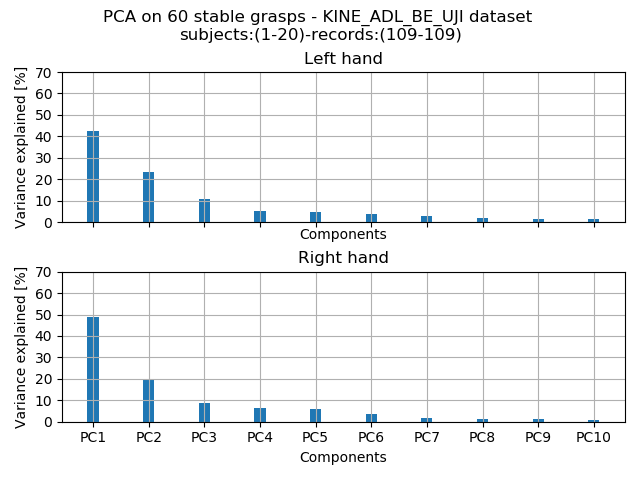 PCA on 60 stable grasps - KINE_ADL_BE_UJI dataset
subjects:(1-20)-records:(109-109)
Left hand
Variance explained [%]
70
60
50
40
30
20
10
0
Components
Right hand
Variance explained [%]
70
60
50
40
30
20
10
0
PC1 PC2 PC3 PC4 PC5 PC6 PC7 PC8 PC9 PC10
Components